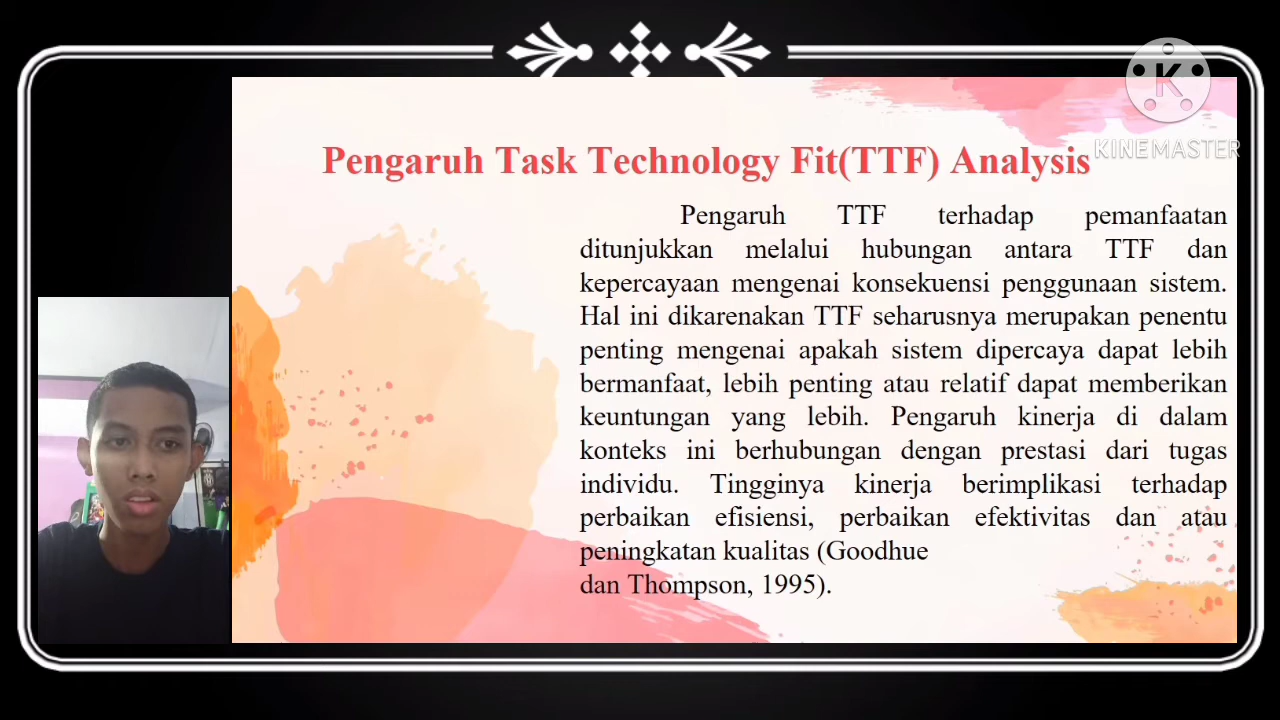 K
KINEMASTER
Pengaruh Task Technology Fit(TTF) Analysis
Pengaruh TTF terhadap pemanfaatan
ditunjukkan melalui hubungan antara TTF dan
kepercayaan mengenai konsekuensi penggunaan sistem.
Hal ini dikarenakan TTF seharusnya merupakan penentu
penting mengenai apakah sistem dipercaya dapat lebih
bermanfaat, lebih penting atau relatif dapat memberikan
keuntungan yang lebih. Pengaruh kinerja di dalam
konteks ini berhubungan dengan prestasi dari tugas
individu. Tingginya kinerja berimplikasi terhadap
perbaikan efisiensi, perbaikan efektivitas dan atau
peningkatan kualitas (Goodhue
dan Thompson, 1995).